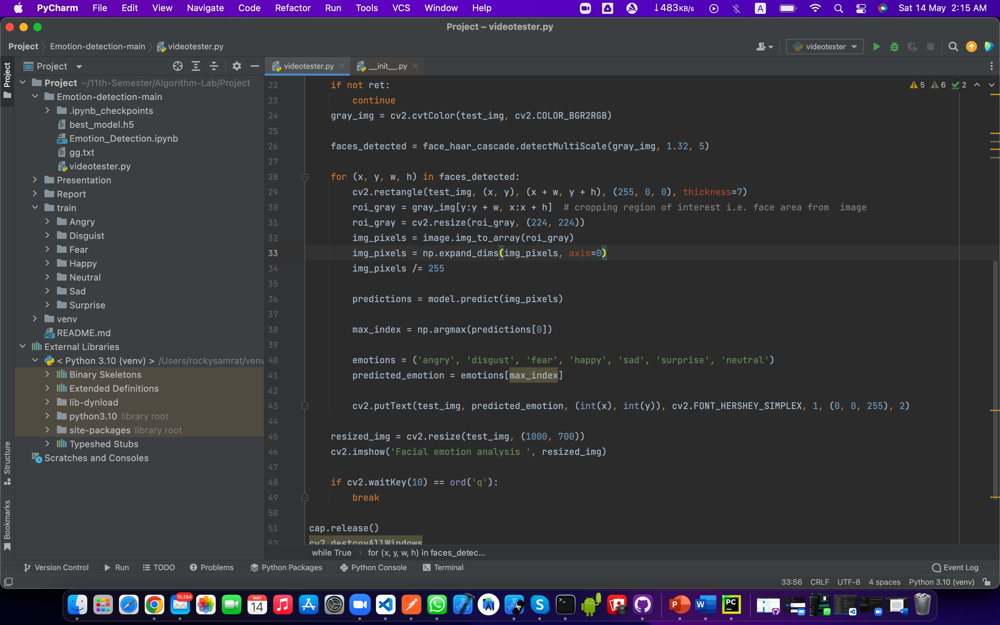 PyCharm File Edit View Navigate Code Refactor Run Tools VCS Window Help ↓483KB/s A Sat 14 May 2:15 AM
Project – videotester.py
Project Emotion-detection-main videotester.py videotester
Project videotester.py __init__.py
Project
Project ~/11th-Semester/Algorithm-Lab/Project
Emotion-detection-main
.ipynb_checkpoints
best_model.h5
IP Emotion_Detection.ipynb
gg.txt
videotester.py
Presentation
Report
train
Angry
Disguist
Fear
Happy
Neutral
Sad
Surprise
venv
MD README.md
External Libraries
< Python 3.10 (venv) > /Users/rockysamrat/venv
Binary Skeletons
Extended Definitions
lib-dynload
python3.10 library root
site-packages library root
Typeshed Stubs
Scratches and Consoles
Structure
Bookmarks
5 6 2
22 if not ret:
23 continue
24 gray_img = cv2.cvtColor(test_img, cv2.COLOR_BGR2RGB)
25
26 faces_detected = face_haar_cascade.detectMultiScale(gray_img, 1.32, 5)
27
28 for (x, y, w, h) in faces_detected:
29 cv2.rectangle(test_img, (x, y), (x + w, y + h), (255, 0, 0), thickness=7)
30 roi_gray = gray_img[y:y + w, x:x + h]  # cropping region of interest i.e. face area from  image
31 roi_gray = cv2.resize(roi_gray, (224, 224))
32 img_pixels = image.img_to_array(roi_gray)
33 img_pixels = np.expand_dims(img_pixels, axis=0)
34 img_pixels /= 255
35
36 predictions = model.predict(img_pixels)
37
38 max_index = np.argmax(predictions[0])
39
40 emotions = ('angry', 'disgust', 'fear', 'happy', 'sad', 'surprise', 'neutral')
41 predicted_emotion = emotions[max_index]
42
43 cv2.putText(test_img, predicted_emotion, (int(x), int(y)), cv2.FONT_HERSHEY_SIMPLEX, 1, (0, 0, 255), 2)
44
45 resized_img = cv2.resize(test_img, (1000, 700))
46 cv2.imshow('Facial emotion analysis ', resized_img)
47
48 if cv2.waitKey(10) == ord('q'):
49 break
50
51 cap.release()
52 cv2.destroyAllWindows
while True for (x, y, w, h) in faces_detec...
Version Control Run TODO Problems Python Packages Python Console Terminal Event Log
33:56 CRLF UTF-8 4 spaces Python 3.10 (venv)
19,294 MAY 14 S P W PC